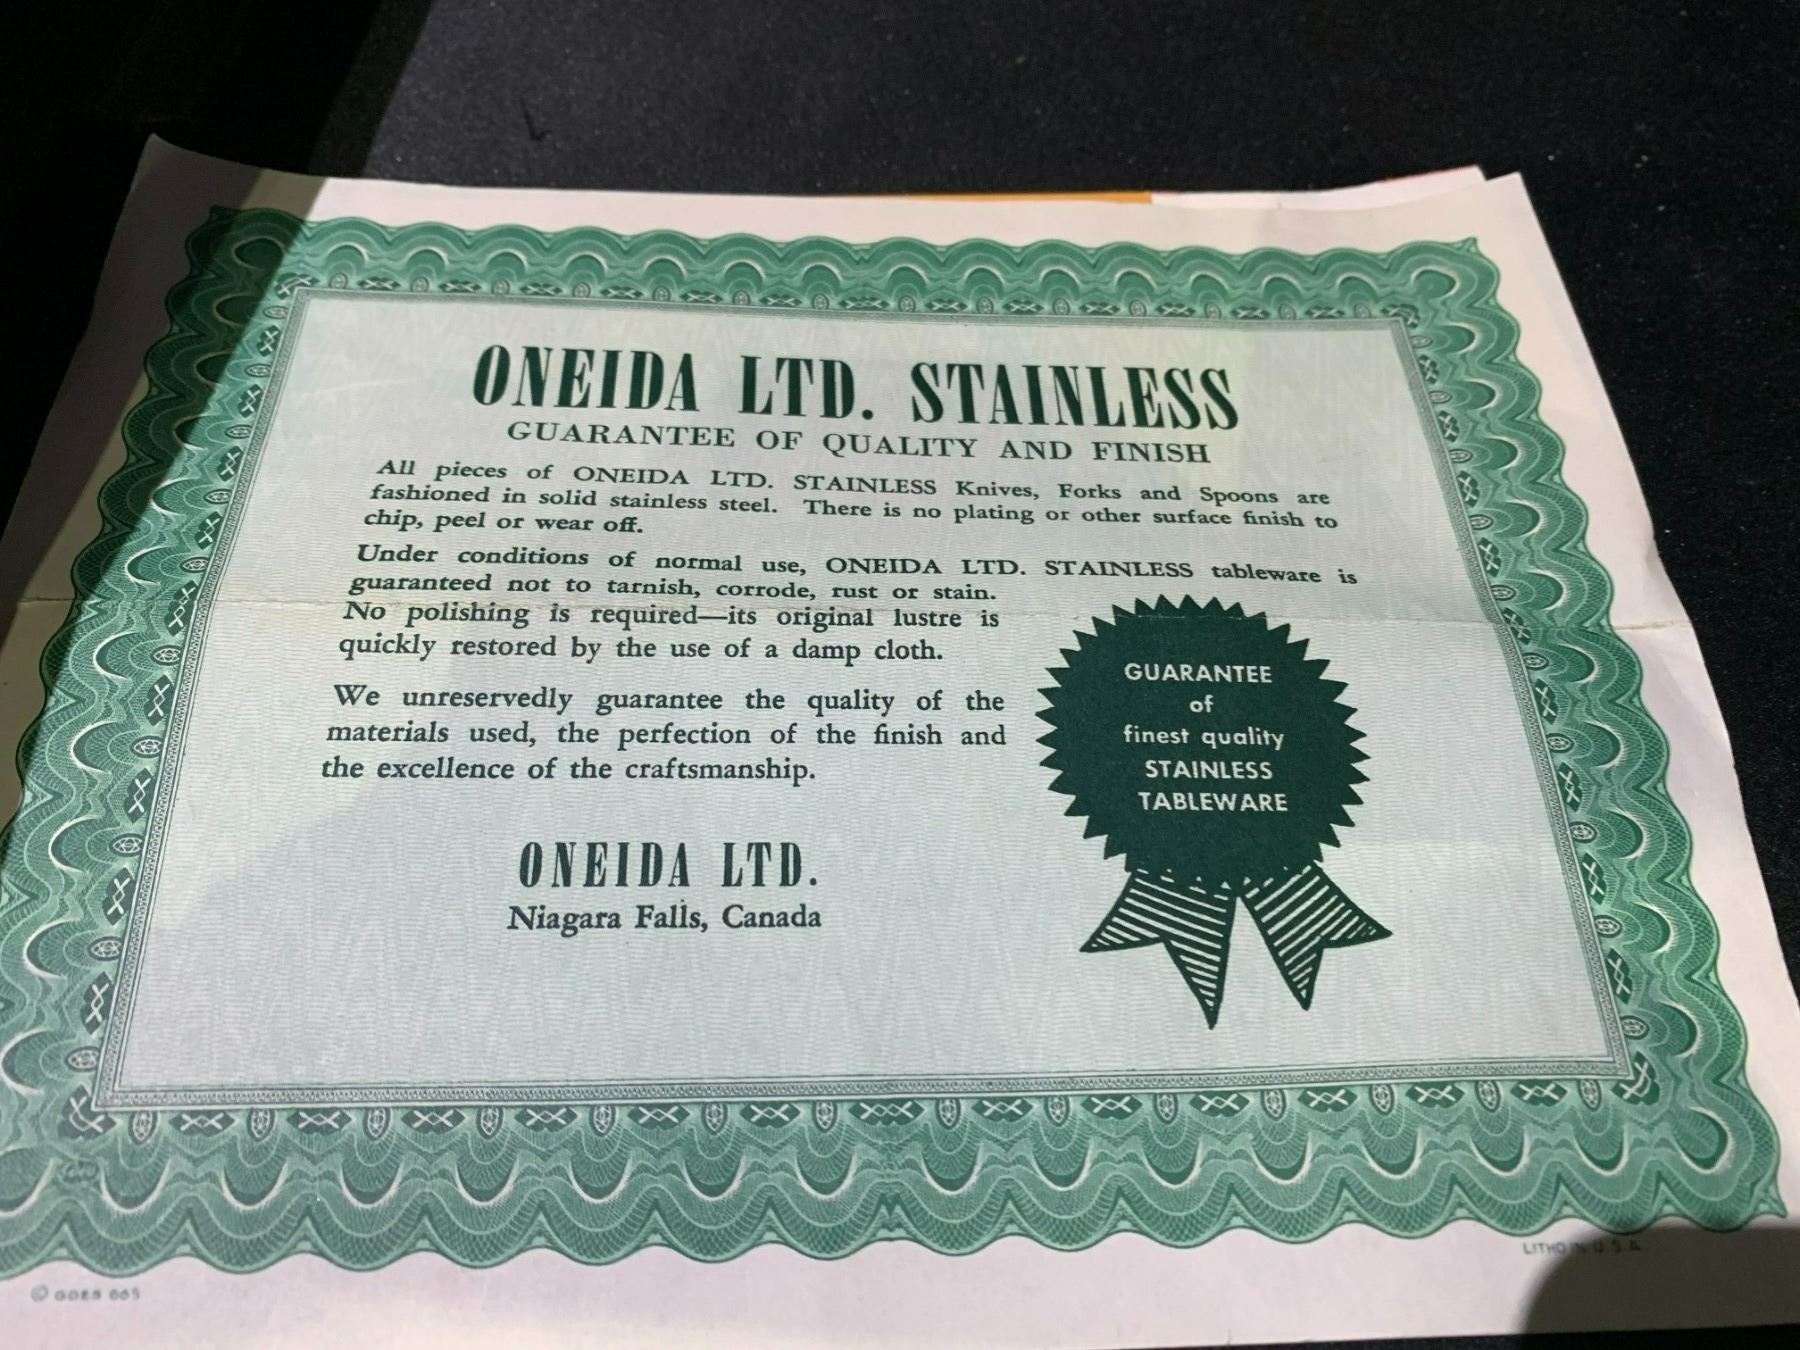 ONEIDA LTD. STAINLESS
GUARANTEE OF QUALITY AND FINISH
All pieces of ONEIDA LTD. STAINLESS Knives, Forks and Spoons are
fashioned in solid stainless steel. There is no plating or other surface finish to
chip, peel or wear off.
Under conditions of normal use, ONEIDA LTD. STAINLESS tableware is
guaranteed not to tarnish, corrode, rust or stain.
No polishing is required—its original lustre is
quickly restored by the use of a damp cloth.
We unreservedly guarantee the quality of the
materials used, the perfection of the finish and
the excellence of the craftsmanship.
GUARANTEE
of
finest quality
STAINLESS
TABLEWARE
ONEIDA LTD.
Niagara Falls, Canada
© GOES 665
LITHO IN U.S.A.